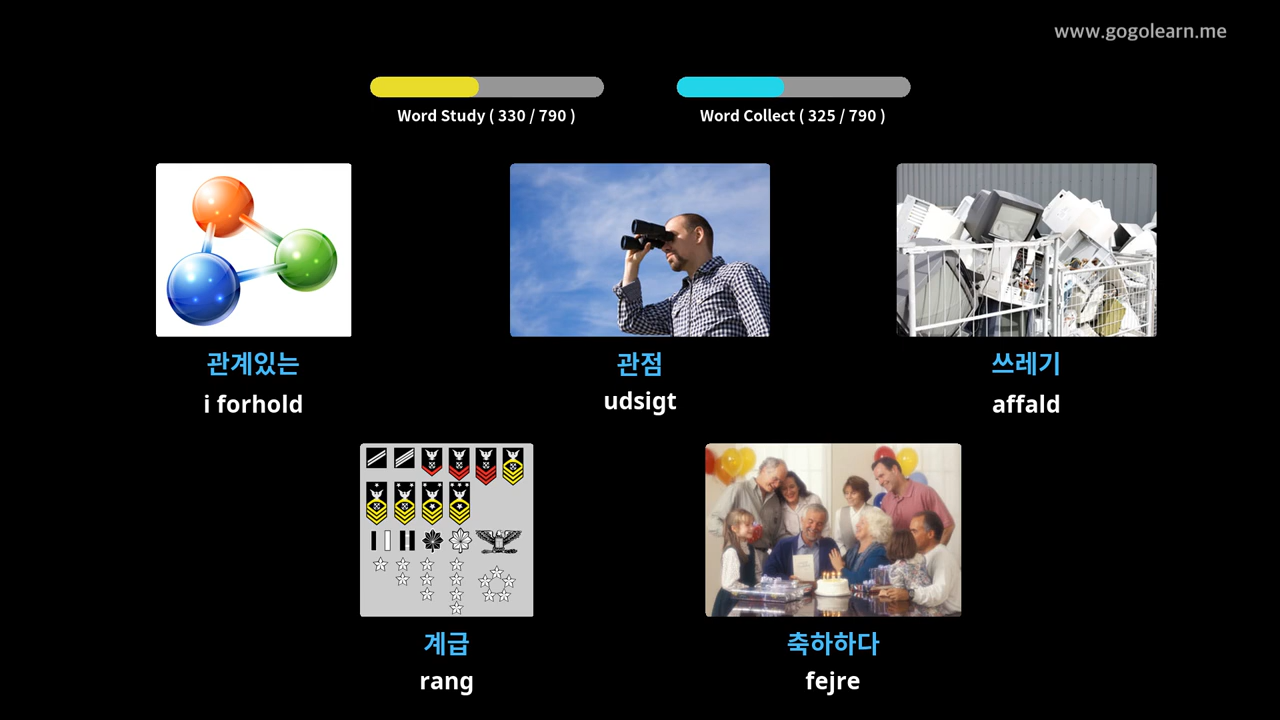 www.gogolearn.me
Word Study ( 330 / 790 )
Word Collect ( 325 / 790 )
관계있는
i forhold
관점
udsigt
쓰레기
affald
계급
rang
축하하다
fejre